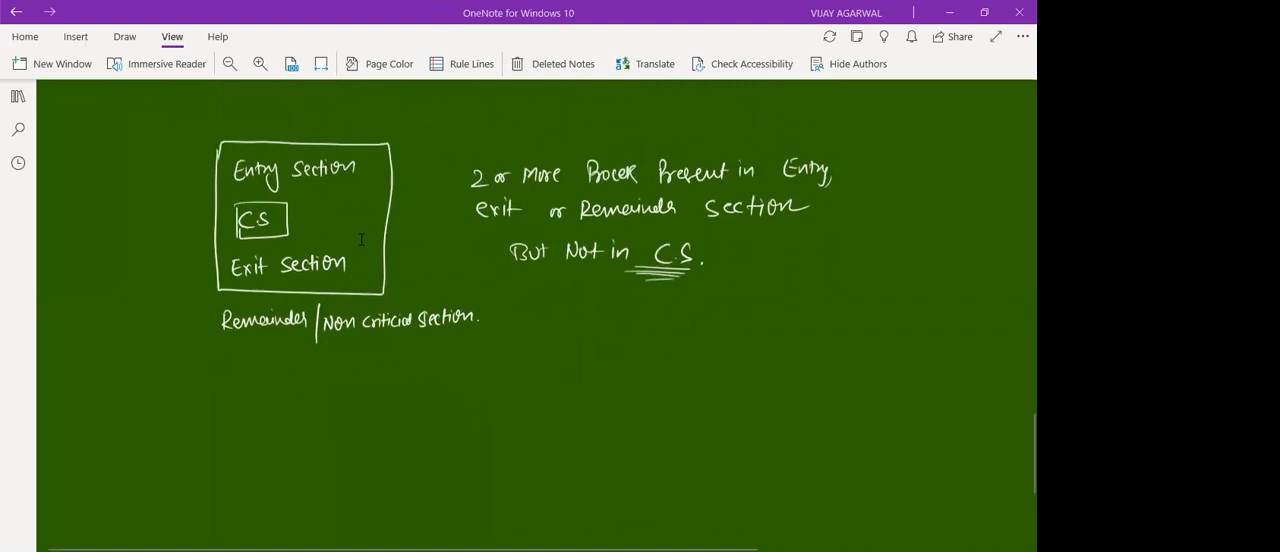 OneNote for Windows 10
VIJAY AGARWAL
Home Insert Draw View Help
Share
New Window Immersive Reader Page Color Rule Lines Deleted Notes Translate Check Accessibility Hide Authors
Entry Section
C.S
Exit Section
Remainder / Non critical section.
2 or More Present in Entry,
exit or Remainder Section
But Not in C.S.